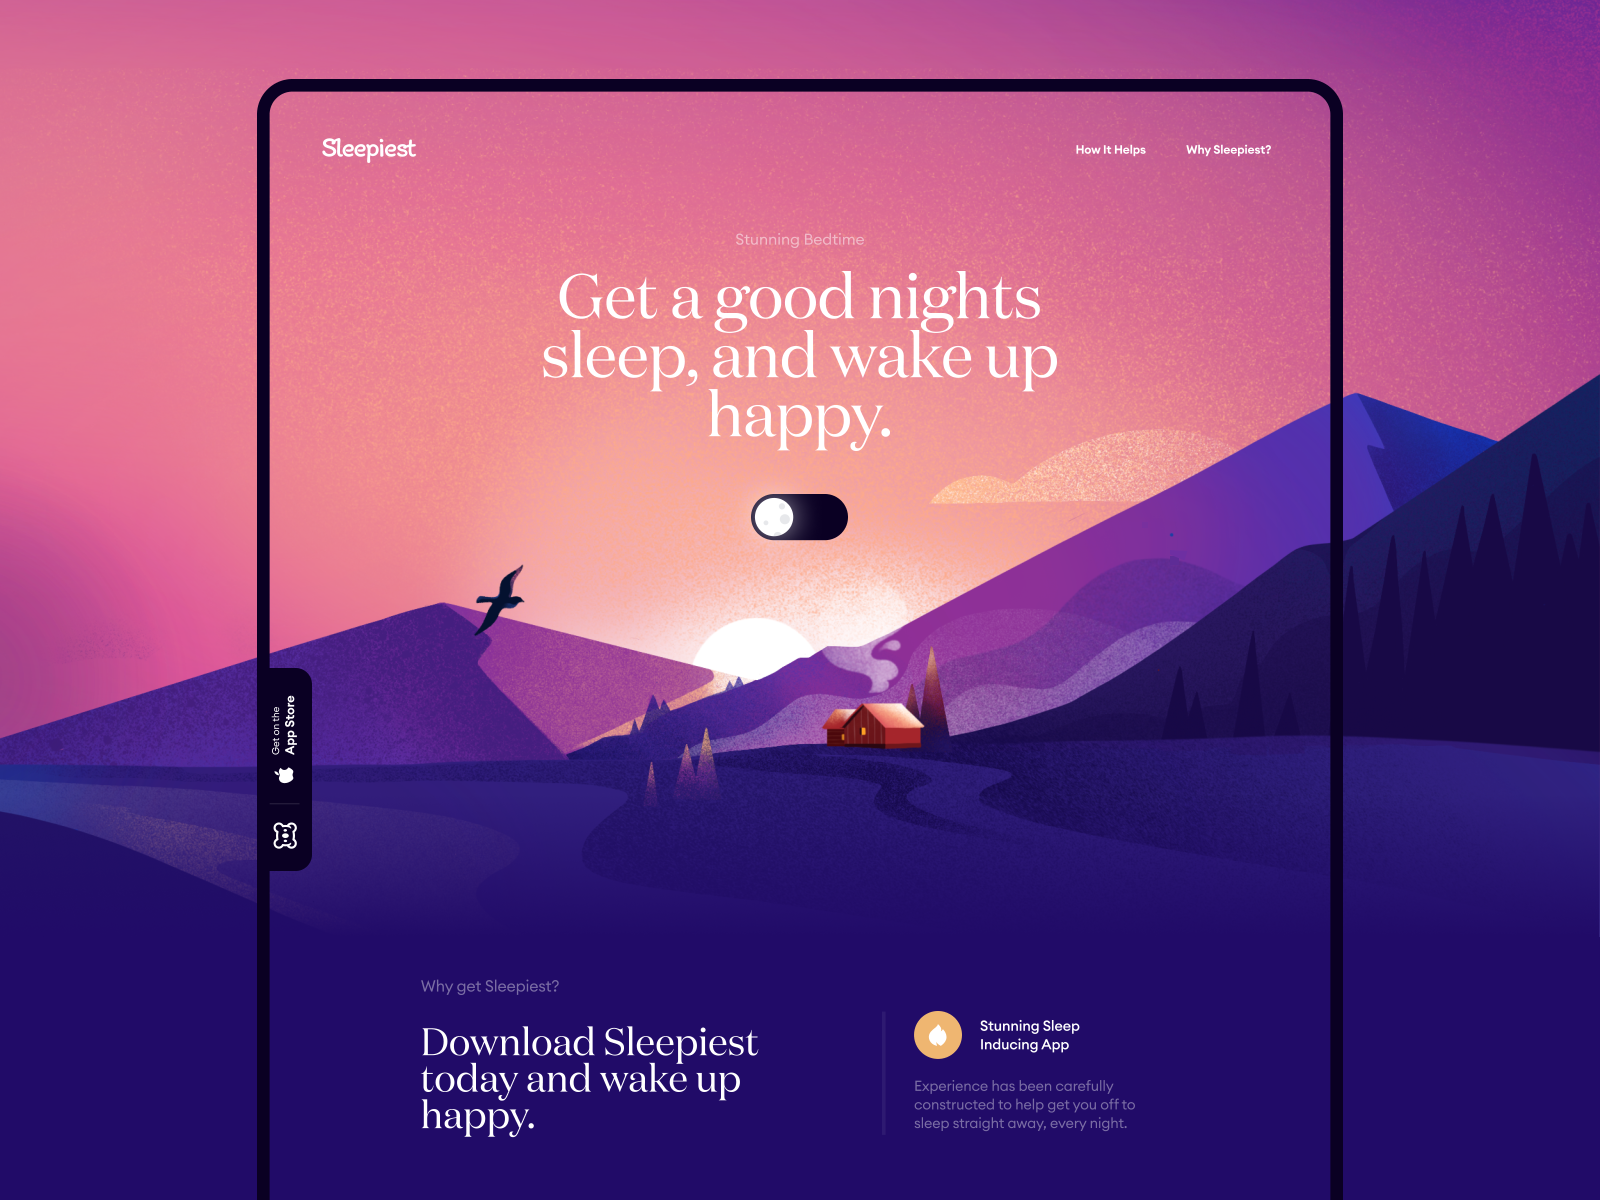 Sleepiest
How It Helps
Why Sleepiest?
Stunning Bedtime
Get a good nights
sleep, and wake up
happy.
Get on the
App Store
Why get Sleepiest?
Download Sleepiest
today and wake up
happy.
Stunning Sleep
Inducing App
Experience has been carefully
constructed to help get you off to
sleep straight away, every night.